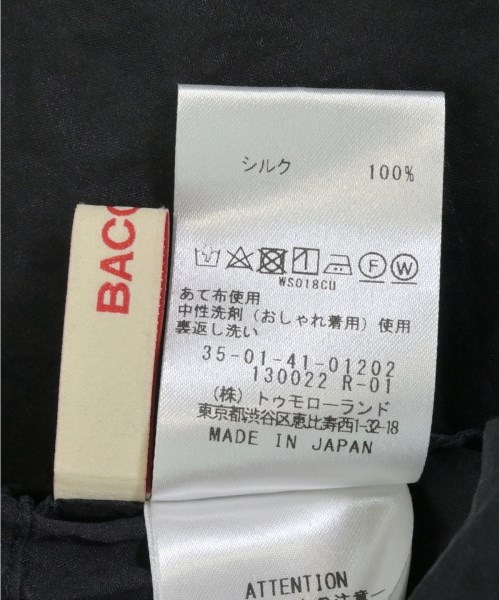 BACC
シルク 100%
F W
WS018CU
あて布使用
中性洗剤（おしゃれ着用）使用
裏返し洗い
35-01-41-01202
130022 R-01
（株）トゥモローランド
東京都渋谷区恵比寿西1-32-18
MADE IN JAPAN
ATTENTION